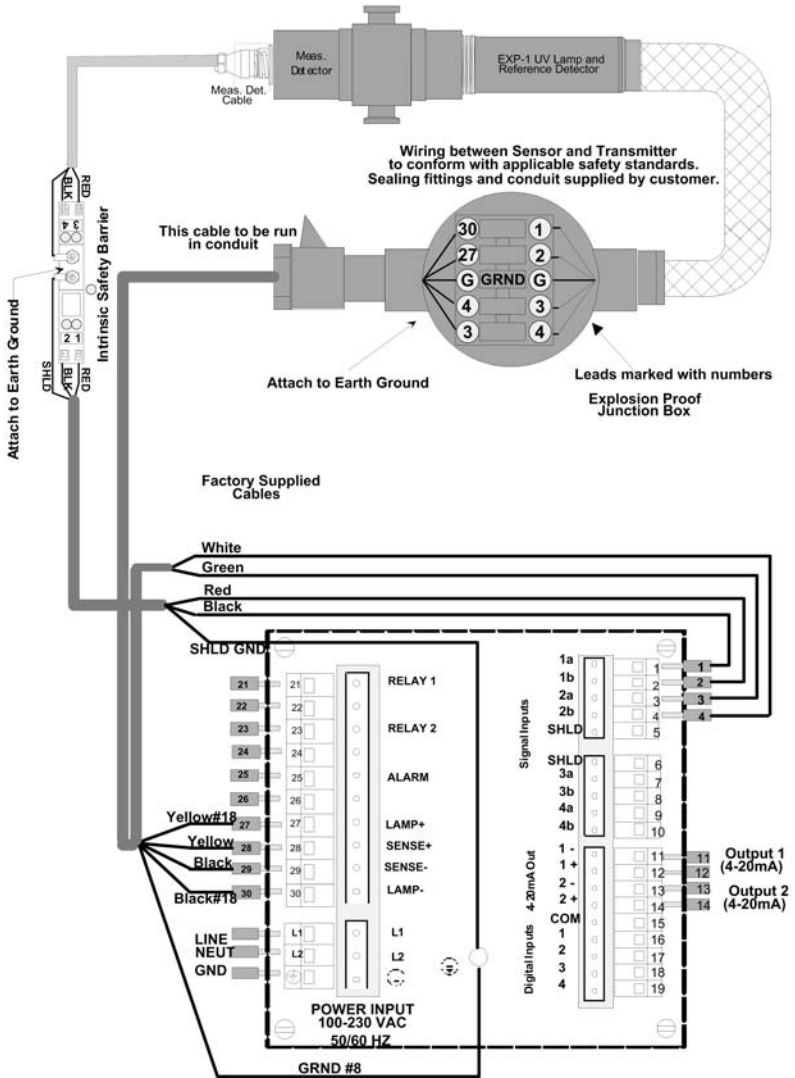 Meas.
Detector
EXP-1 UV Lamp and
Reference Detector
Meas. Det.
Cable
Wiring between Sensor and Transmitter
to conform with applicable safety standards.
Sealing fittings and conduit supplied by customer.
RED
BLK
3
4
Intrinsic Safety Barrier
Attach to Earth Ground
2 1
SHLD
BLK
RED
This cable to be run
in conduit
30
1
27
2
G
GRND
G
4
3
3
4
Attach to Earth Ground
Leads marked with numbers
Explosion Proof
Junction Box
Factory Supplied
Cables
White
Green
Red
Black
SHLD GND
21
21
RELAY 1
22
22
23
23
RELAY 2
24
24
25
25
ALARM
26
26
Yellow#18
27
27
LAMP+
Yellow
28
28
SENSE+
Black
29
29
SENSE-
Black#18
30
30
LAMP-
LINE
L1
L1
NEUT
L2
L2
GND
POWER INPUT
100-230 VAC
50/60 HZ
GRND #8
Signal Inputs
1a
1
1
1b
2
2
2a
3
3
2b
4
4
SHLD
5
SHLD
6
3a
7
3b
8
4a
9
4b
10
4-20mA Out
1 -
11
11
1 +
12
12
2 -
13
13
2 +
14
14
Output 1
(4-20mA)
Output 2
(4-20mA)
Digital Inputs
COM
15
1
16
2
17
3
18
4
19